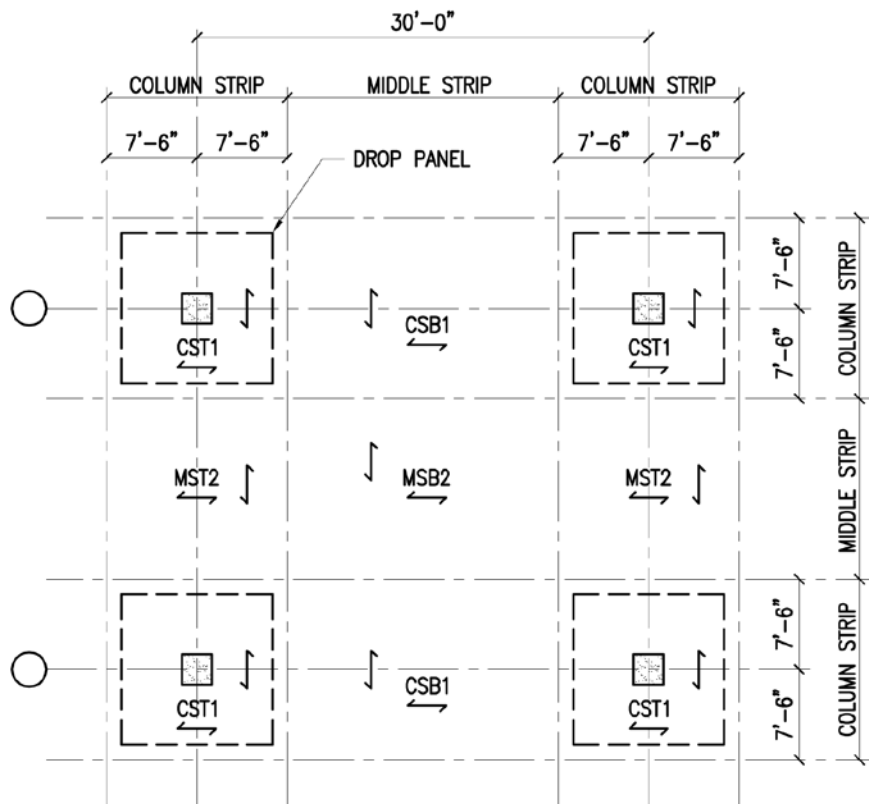 30'-0"
COLUMN STRIP
MIDDLE STRIP
COLUMN STRIP
7'-6"
7'-6"
7'-6"
7'-6"
DROP PANEL
7'-6"
COLUMN STRIP
CSB1
CST1
CST1
7'-6"
MST2
MSB2
MST2
MIDDLE STRIP
7'-6"
COLUMN STRIP
CSB1
CST1
CST1
7'-6"